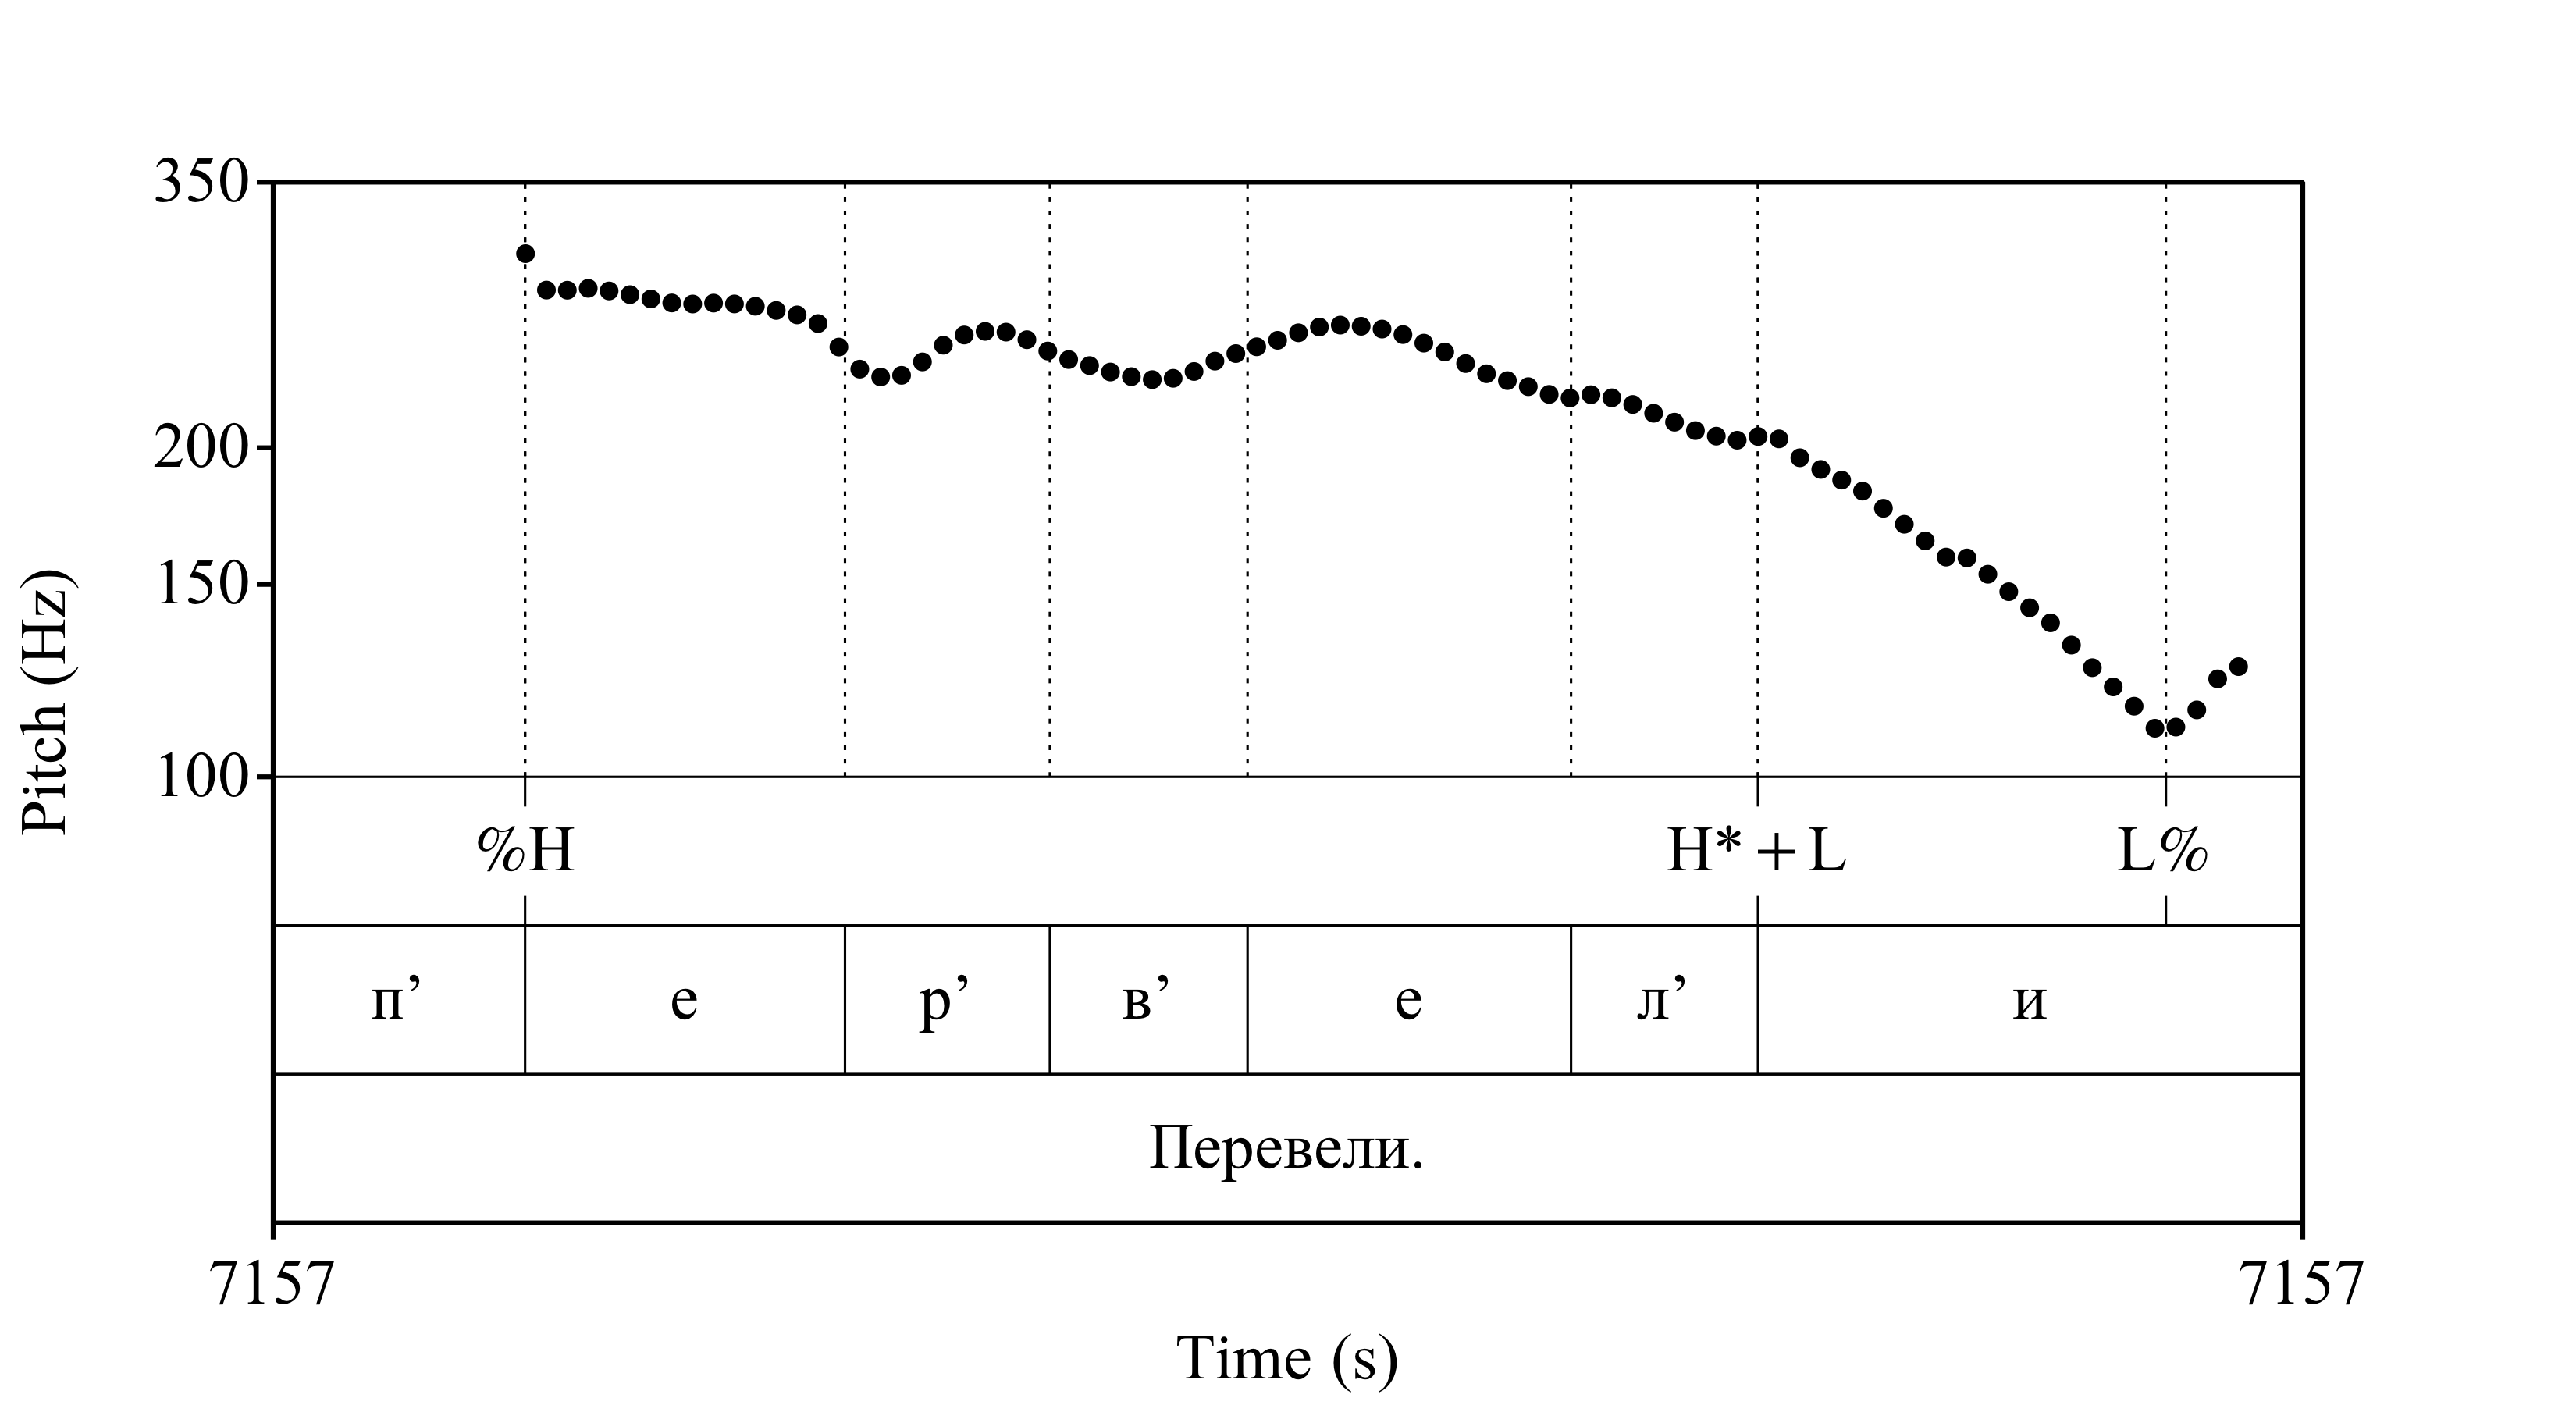 350
200
150
100
Pitch (Hz)
%H H*+L L%
п’ е р’ в’ е л’ и
Перевели.
7157 7157
Time (s)